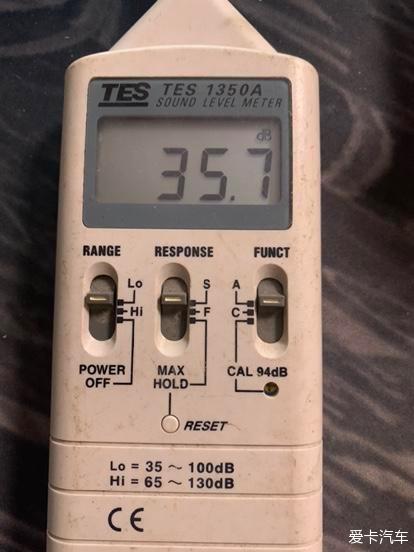 TES TES 1350A
SOUND LEVEL METER
dB
35.7
RANGE RESPONSE FUNCT
Lo S A
Hi F C
POWER OFF MAX HOLD CAL 94dB
RESET
Lo = 35 ~ 100dB
Hi = 65 ~ 130dB
CE
爱卡汽车